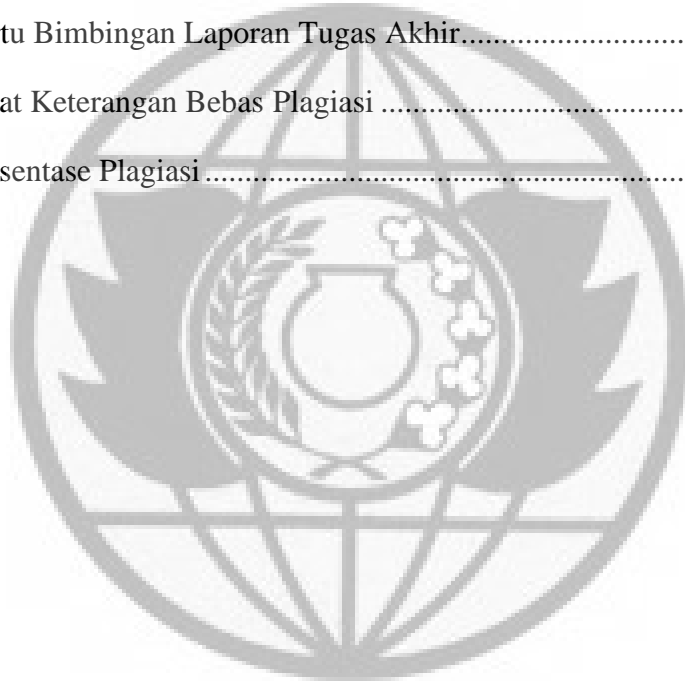 tu Bimbingan Laporan Tugas Akhir..........................
at Keterangan Bebas Plagiasi ...................................
sentase Plagiasi.......................................................